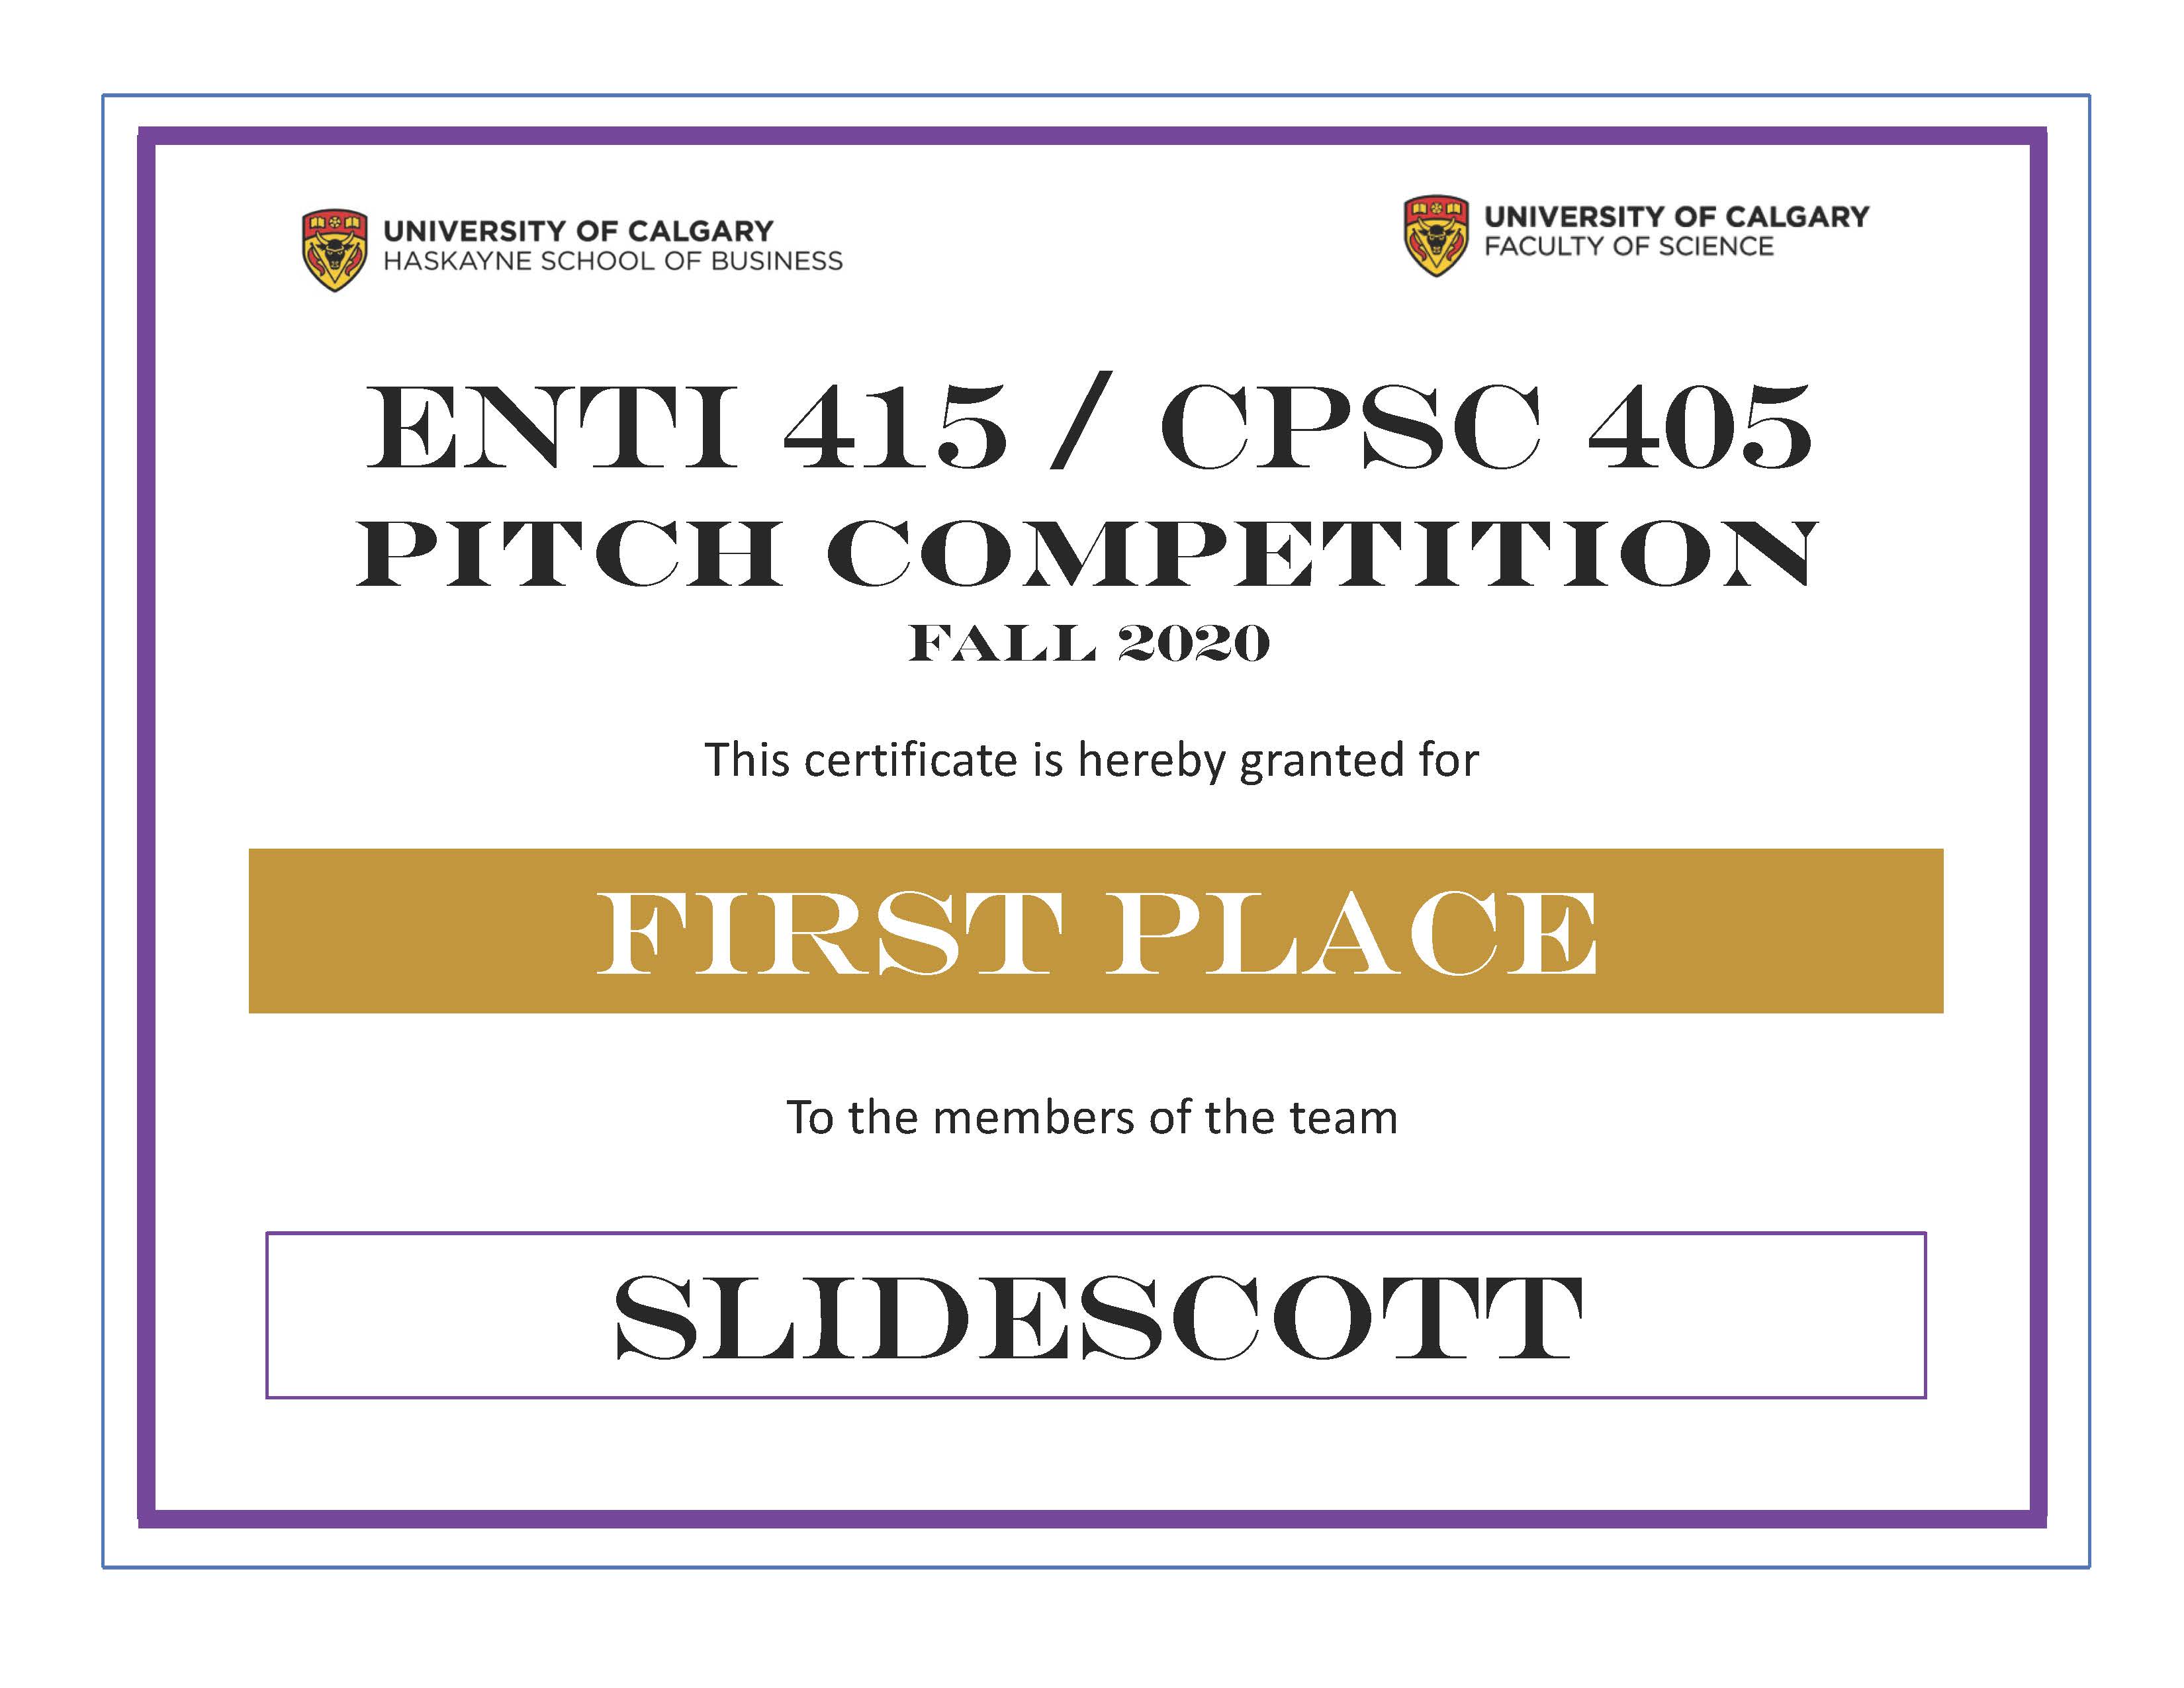 UNIVERSITY OF CALGARY
HASKAYNE SCHOOL OF BUSINESS
UNIVERSITY OF CALGARY
FACULTY OF SCIENCE
ENTI 415 / CPSC 405
PITCH COMPETITION
FALL 2020
This certificate is hereby granted for
FIRST PLACE
To the members of the team
SLIDESCOTT